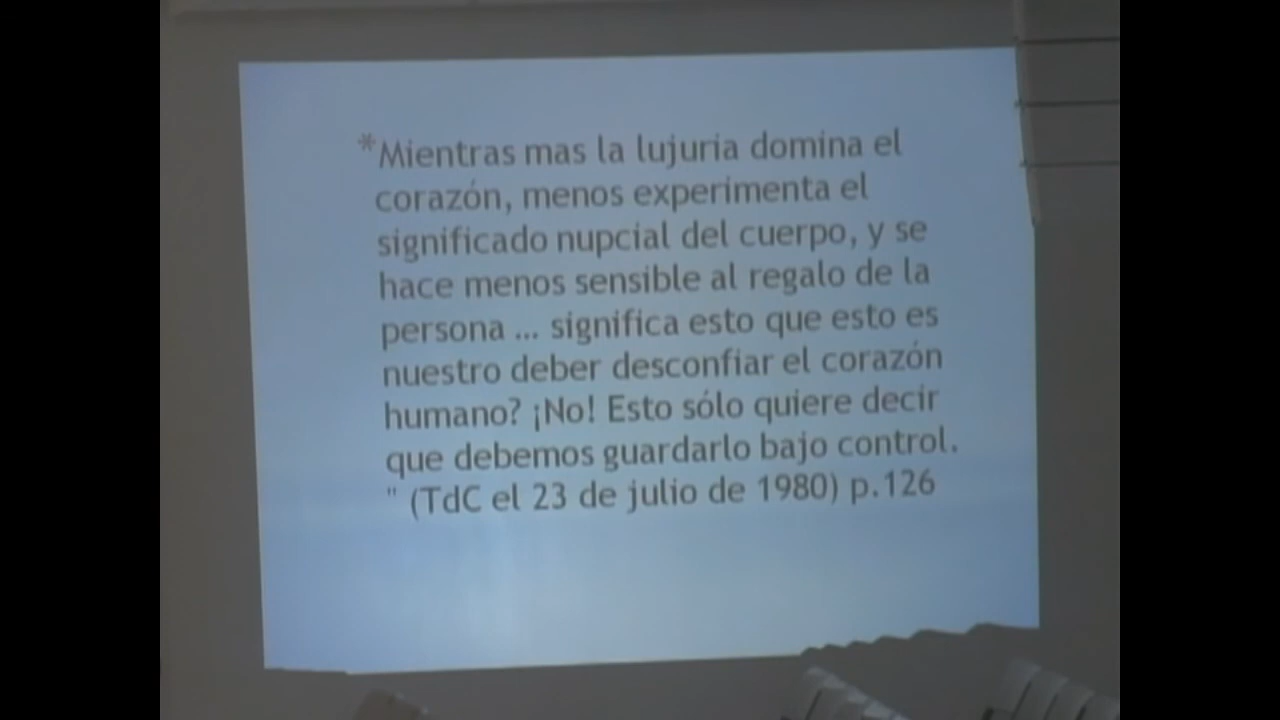 *Mientras mas la lujuria domina el
corazón, menos experimenta el
significado nupcial del cuerpo, y se
hace menos sensible al regalo de la
persona ... significa esto que esto es
nuestro deber desconfiar el corazón
humano? ¡No! Esto sólo quiere decir
que debemos guardarlo bajo control.
" (TdC el 23 de julio de 1980) p.126